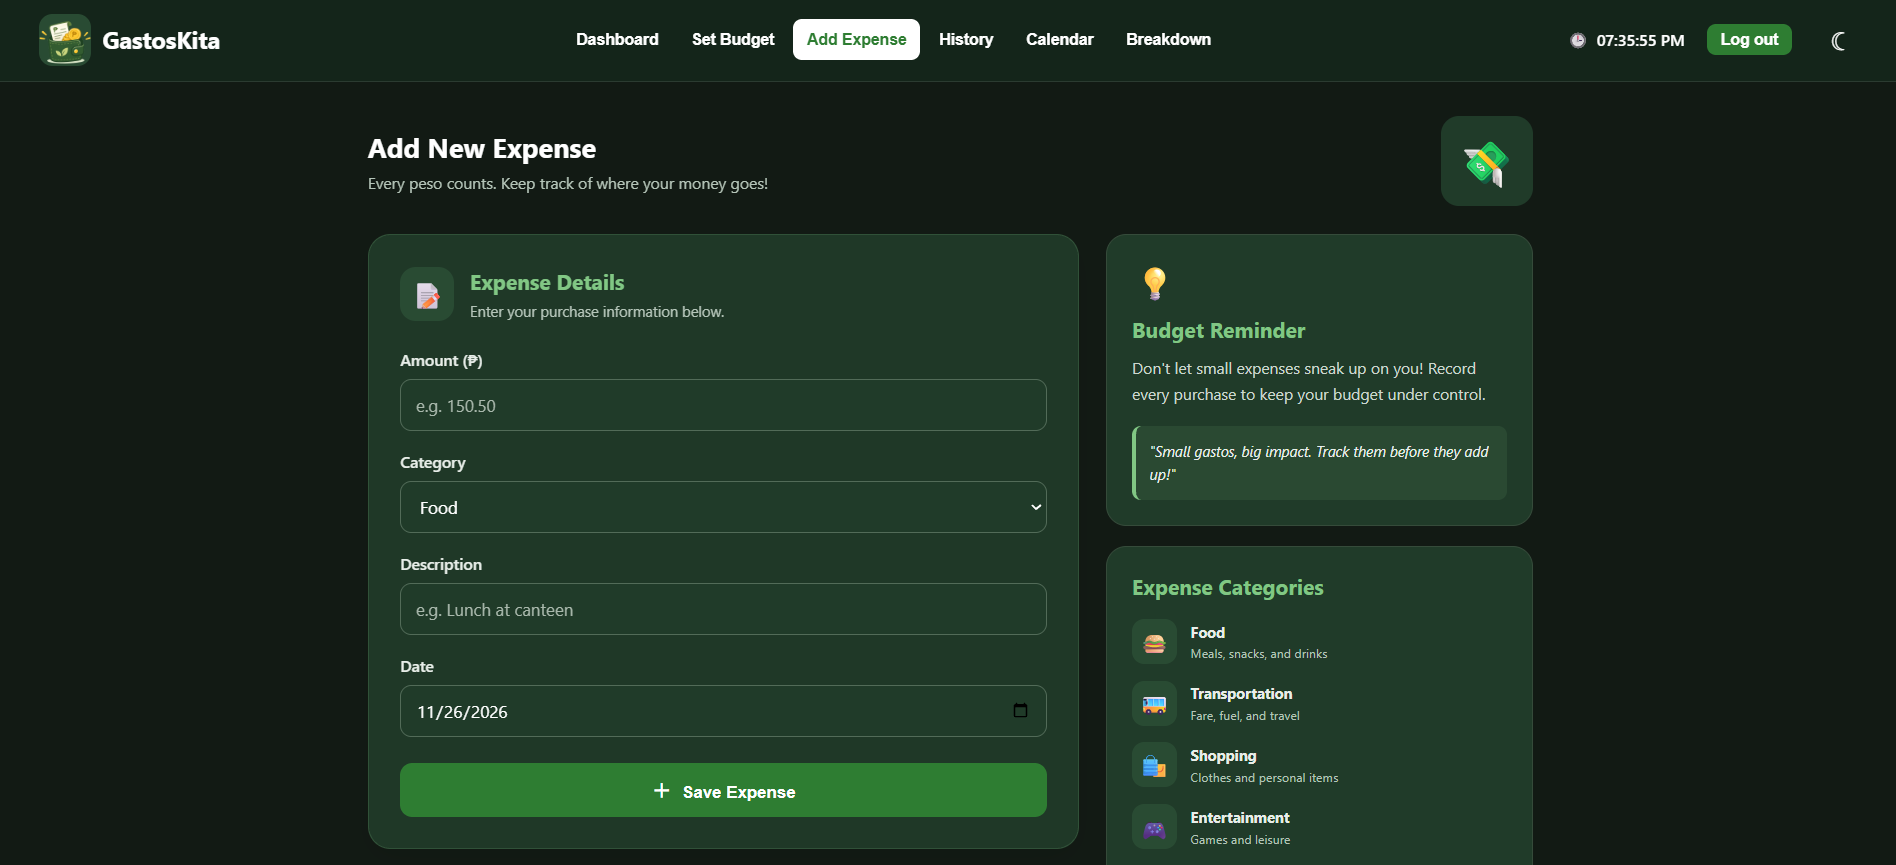 GastosKita
Dashboard
Set Budget
Add Expense
History
Calendar
Breakdown
07:35:55 PM
Log out
Add New Expense
Every peso counts. Keep track of where your money goes!
Expense Details
Enter your purchase information below.
Amount (₱)
e.g. 150.50
Category
Food
Description
e.g. Lunch at canteen
Date
11/26/2026
+ Save Expense
Budget Reminder
Don't let small expenses sneak up on you! Record
every purchase to keep your budget under control.
"Small gastos, big impact. Track them before they add
up!"
Expense Categories
Food
Meals, snacks, and drinks
Transportation
Fare, fuel, and travel
Shopping
Clothes and personal items
Entertainment
Games and leisure